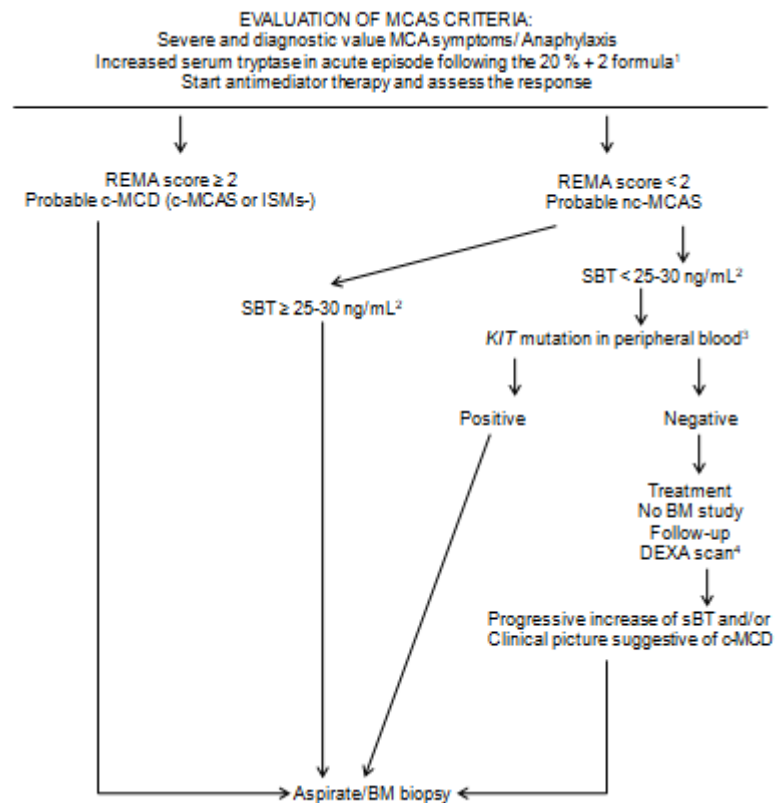 EVALUATION OF MCAS CRITERIA:
Severe and diagnostic value MCA symptoms/ Anaphylaxis
Increased serum tryptase in acute episode following the 20 % + 2 formula¹
Start antimediator therapy and assess the response
REMA score ≥ 2
Probable c-MCD (c-MCAS or ISMs-)
REMA score < 2
Probable nc-MCAS
SBT ≥ 25-30 ng/mL²
SBT < 25-30 ng/mL²
KIT mutation in peripheral blood³
Positive
Negative
Treatment
No BM study
Follow-up
DEXA scan⁴
Progressive increase of sBT and/or
Clinical picture suggestive of c-MCD
Aspirate/BM biopsy